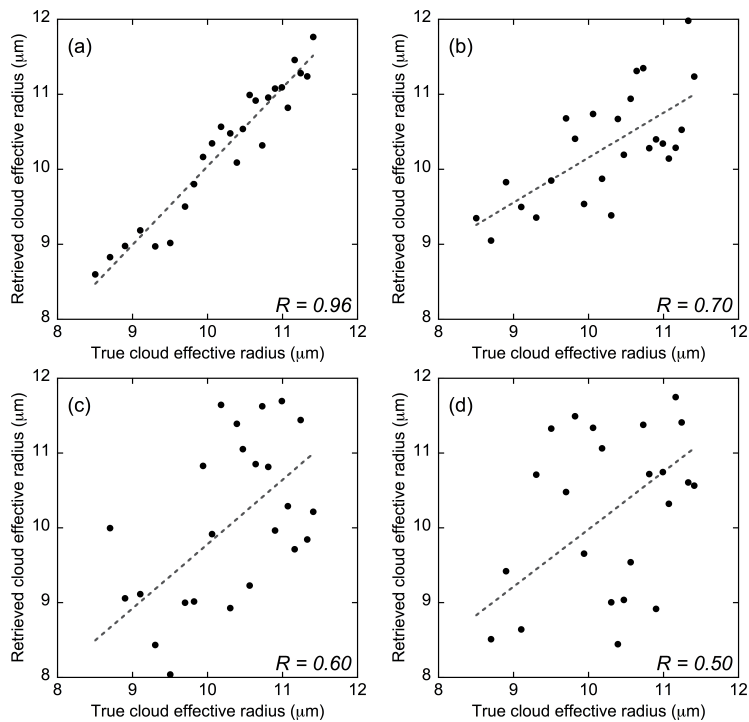 12
11
10
9
8
Retrieved cloud effective radius (μm)
(a)
R = 0.96
8 9 10 11 12
True cloud effective radius (μm)
12
11
10
9
8
Retrieved cloud effective radius (μm)
(b)
R = 0.70
8 9 10 11 12
True cloud effective radius (μm)
12
11
10
9
8
Retrieved cloud effective radius (μm)
(c)
R = 0.60
8 9 10 11 12
True cloud effective radius (μm)
12
11
10
9
8
Retrieved cloud effective radius (μm)
(d)
R = 0.50
8 9 10 11 12
True cloud effective radius (μm)